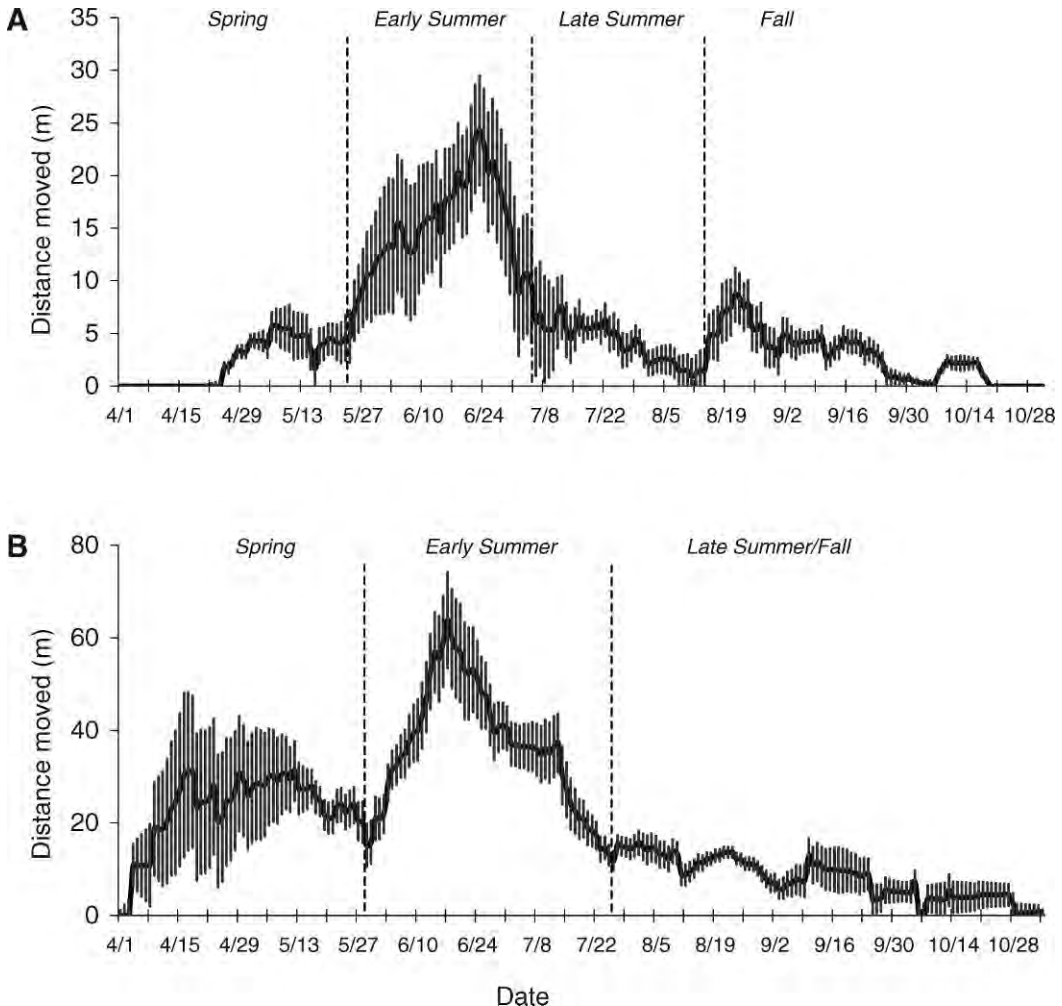 A
Spring Early Summer Late Summer Fall
35
30
25
20
15
10
5
0
Distance moved (m)
4/1 4/15 4/29 5/13 5/27 6/10 6/24 7/8 7/22 8/5 8/19 9/2 9/16 9/30 10/14 10/28
B
Spring Early Summer Late Summer/Fall
80
60
40
20
0
Distance moved (m)
4/1 4/15 4/29 5/13 5/27 6/10 6/24 7/8 7/22 8/5 8/19 9/2 9/16 9/30 10/14 10/28
Date